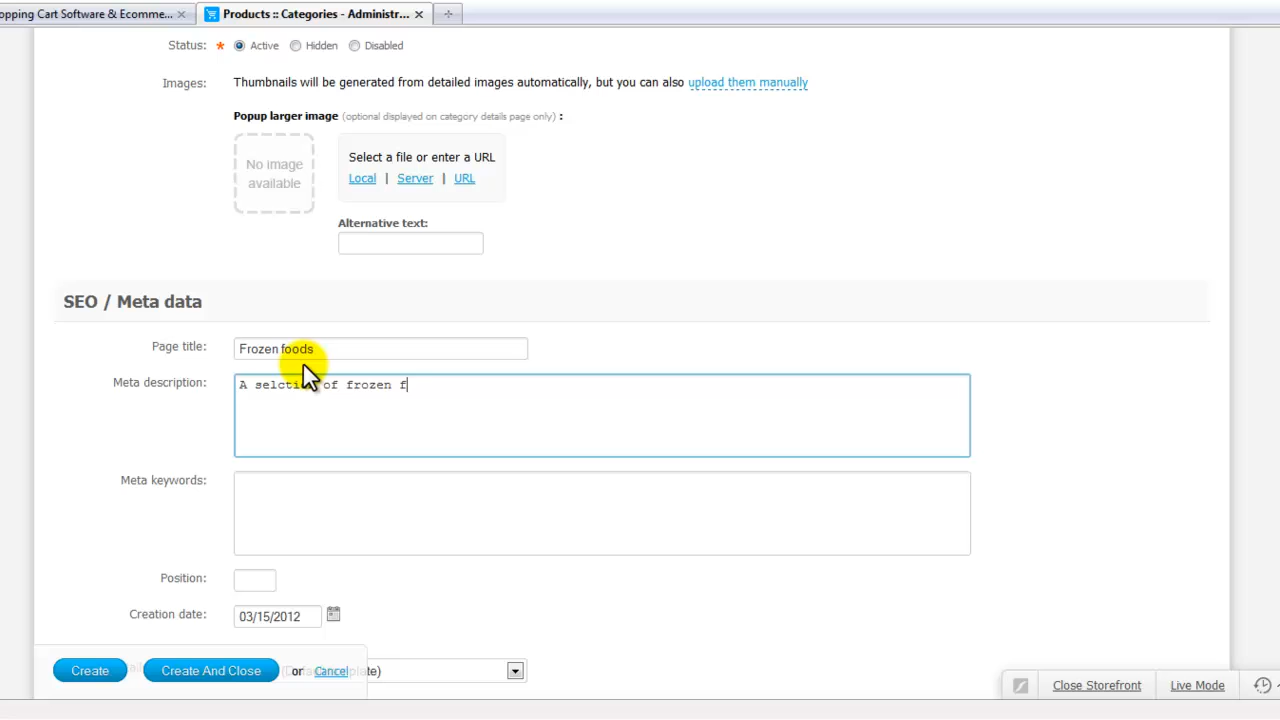 opping Cart Software & Ecomme... Products :: Categories - Administr...
Status: * Active Hidden Disabled
Images: Thumbnails will be generated from detailed images automatically, but you can also upload them manually
Popup larger image (optional displayed on category details page only) :
No image available
Select a file or enter a URL
Local | Server | URL
Alternative text:
SEO / Meta data
Page title: Frozen foods
Meta description: A selction of frozen f
Meta keywords:
Position:
Creation date: 03/15/2012
Create Create And Close or Cancel
Close Storefront Live Mode